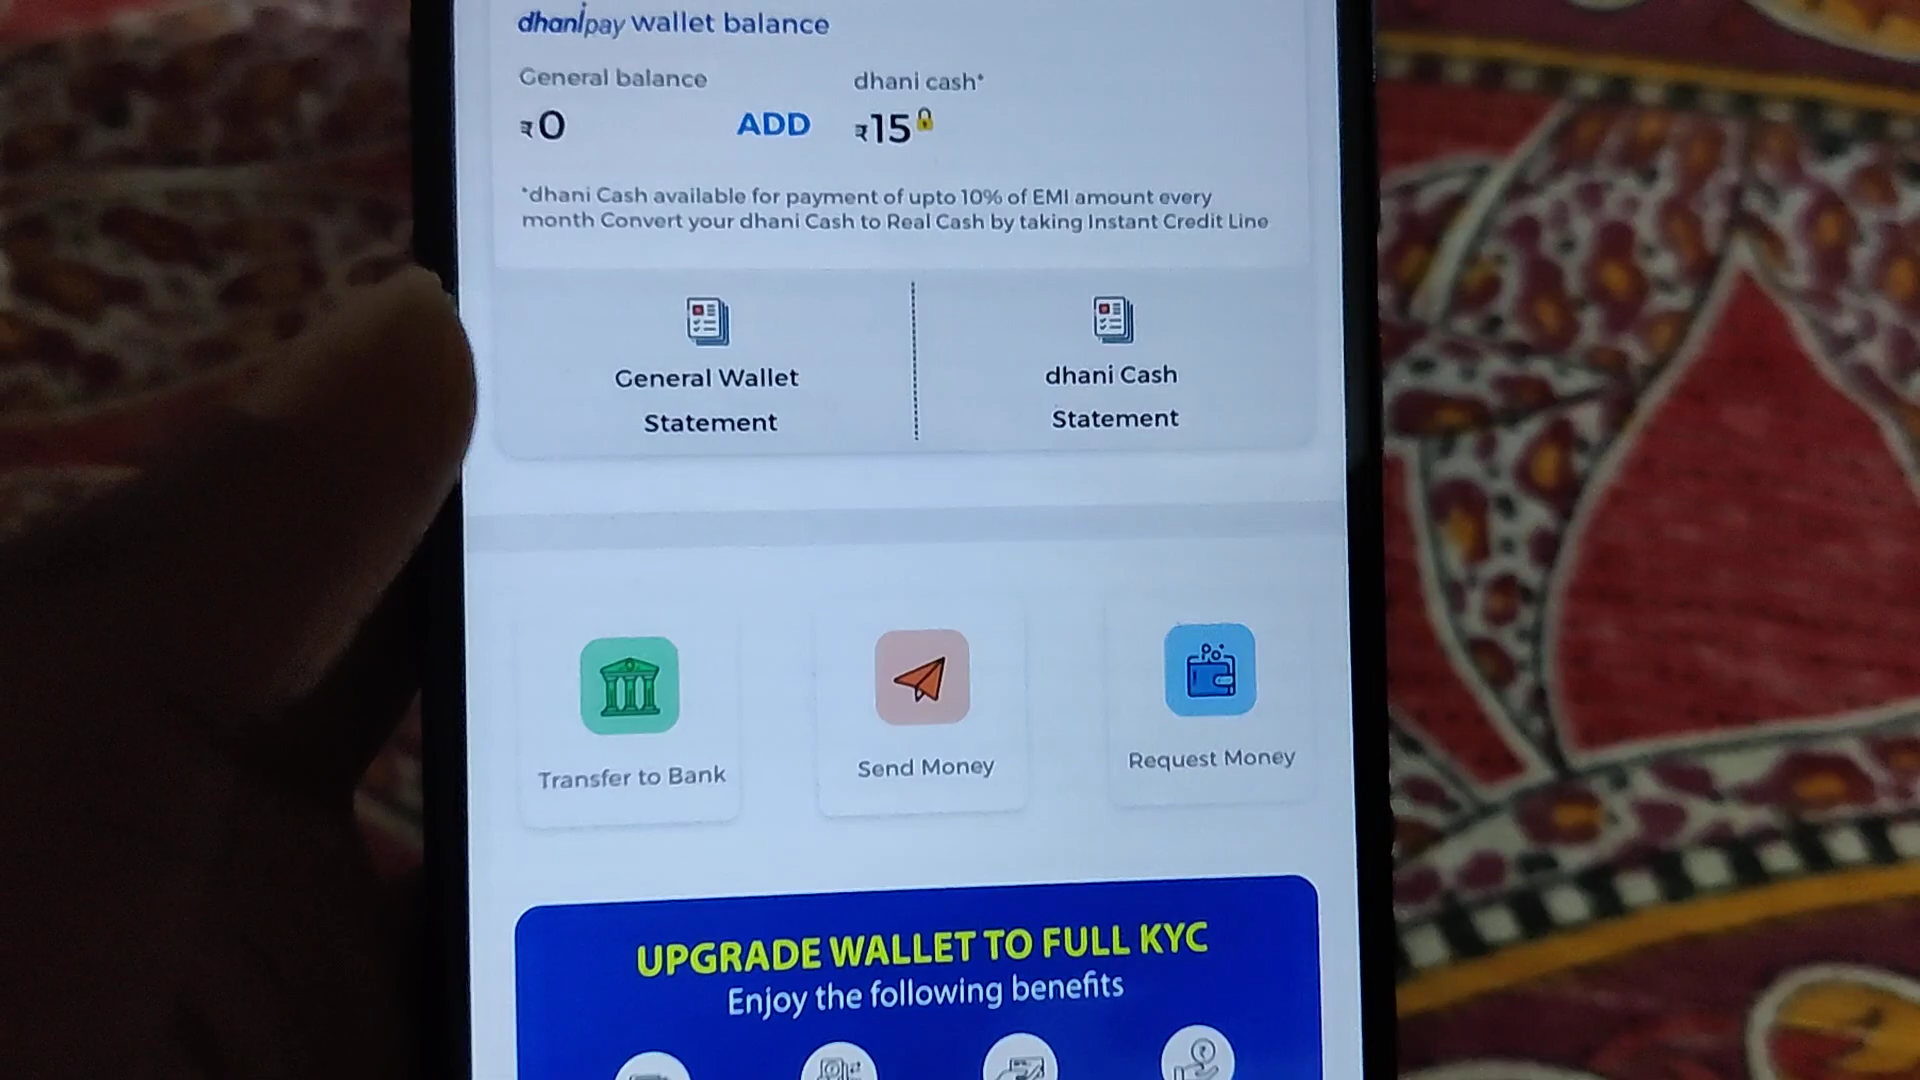 dhanipay wallet balance
General balance
dhani cash*
₹0
ADD
₹15
*dhani Cash available for payment of upto 10% of EMI amount every
month Convert your dhani Cash to Real Cash by taking Instant Credit Line
General Wallet
Statement
dhani Cash
Statement
Transfer to Bank
Send Money
Request Money
UPGRADE WALLET TO FULL KYC
Enjoy the following benefits